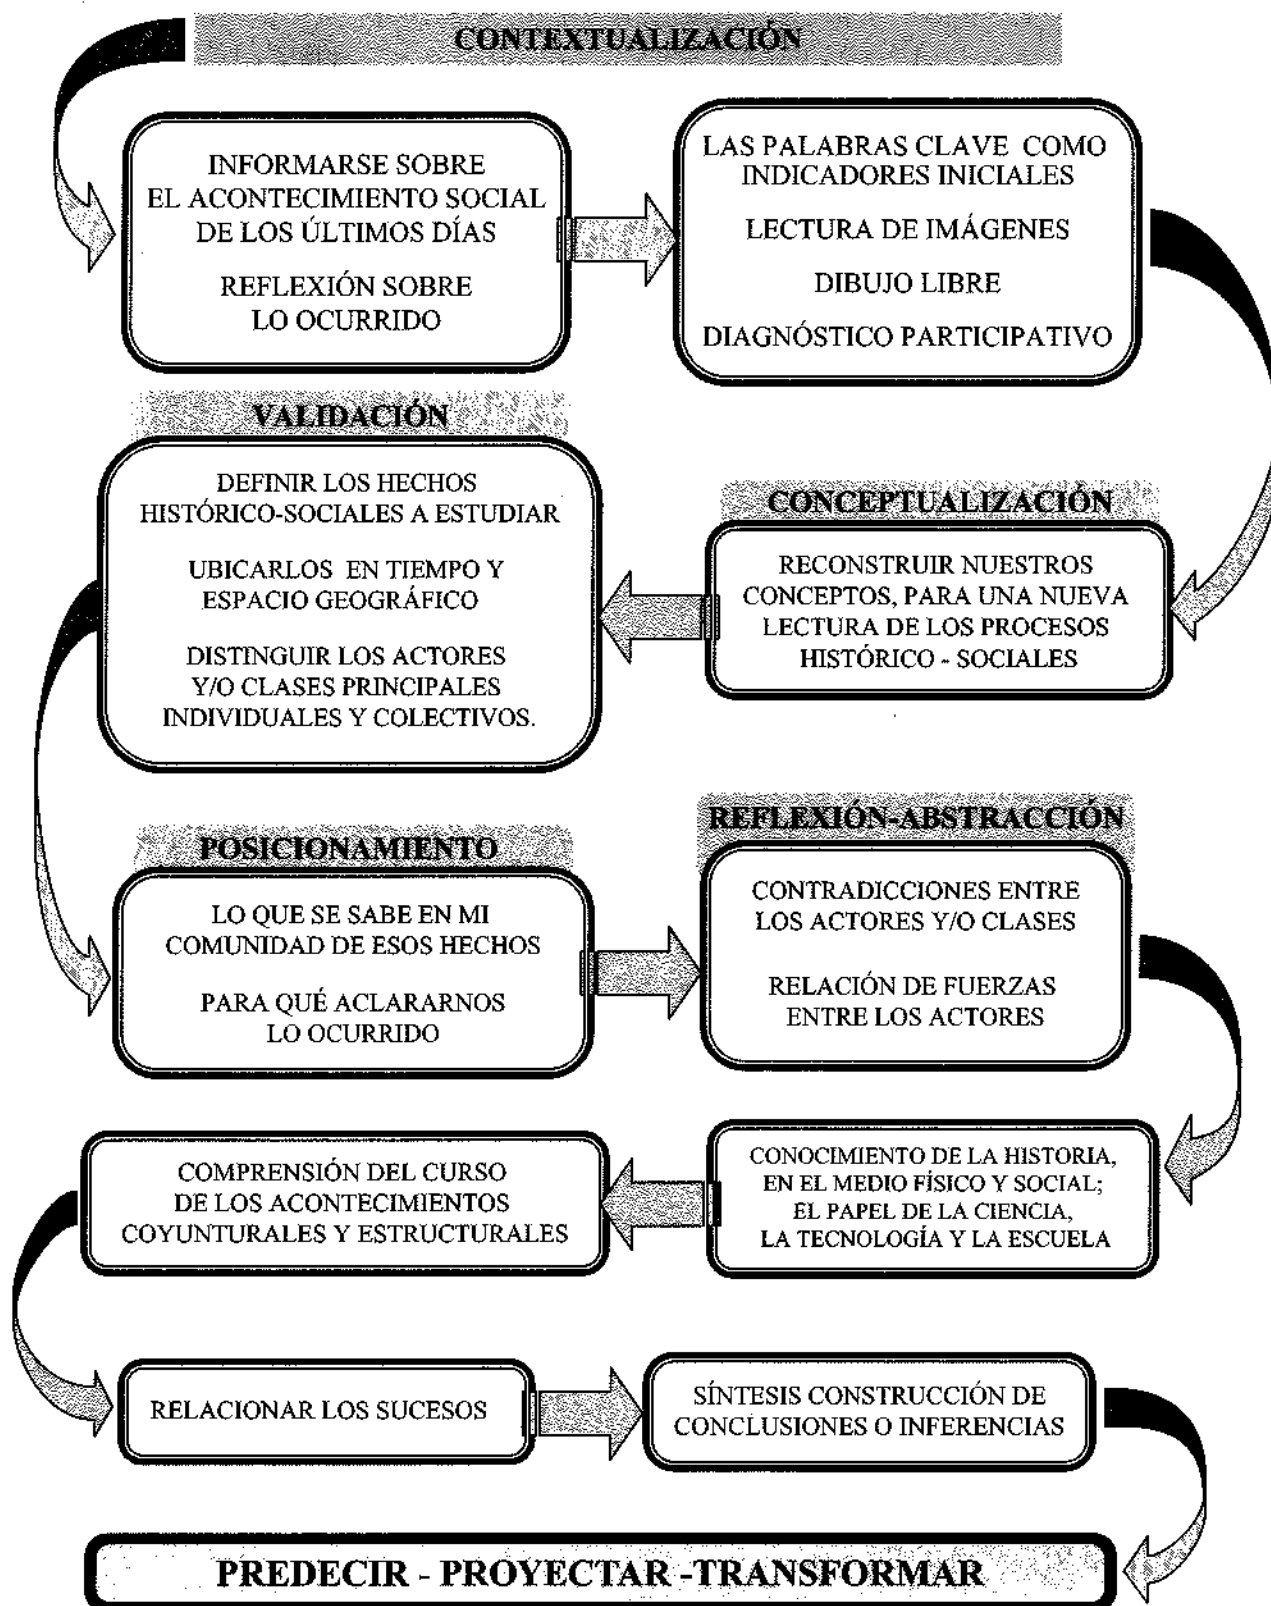 CONTEXTUALIZACIÓN
INFORMARSE SOBRE
EL ACONTECIMIENTO SOCIAL
DE LOS ÚLTIMOS DÍAS
REFLEXIÓN SOBRE
LO OCURRIDO
LAS PALABRAS CLAVE COMO
INDICADORES INICIALES
LECTURA DE IMÁGENES
DIBUJO LIBRE
DIAGNÓSTICO PARTICIPATIVO
CONCEPTUALIZACIÓN
RECONSTRUIR NUESTROS
CONCEPTOS, PARA UNA NUEVA
LECTURA DE LOS PROCESOS
HISTÓRICO - SOCIALES
VALIDACIÓN
DEFINIR LOS HECHOS
HISTÓRICO-SOCIALES A ESTUDIAR
UBICARLOS EN TIEMPO Y
ESPACIO GEOGRÁFICO
DISTINGUIR LOS ACTORES
Y/O CLASES PRINCIPALES
INDIVIDUALES Y COLECTIVOS.
POSICIONAMIENTO
LO QUE SE SABE EN MI
COMUNIDAD DE ESOS HECHOS
PARA QUÉ ACLARARNOS
LO OCURRIDO
REFLEXIÓN-ABSTRACCIÓN
CONTRADICCIONES ENTRE
LOS ACTORES Y/O CLASES
RELACIÓN DE FUERZAS
ENTRE LOS ACTORES
CONOCIMIENTO DE LA HISTORIA,
EN EL MEDIO FÍSICO Y SOCIAL;
EL PAPEL DE LA CIENCIA,
LA TECNOLOGÍA Y LA ESCUELA
COMPRENSIÓN DEL CURSO
DE LOS ACONTECIMIENTOS
COYUNTURALES Y ESTRUCTURALES
RELACIONAR LOS SUCESOS
SÍNTESIS CONSTRUCCIÓN DE
CONCLUSIONES O INFERENCIAS
PREDECIR - PROYECTAR -TRANSFORMAR